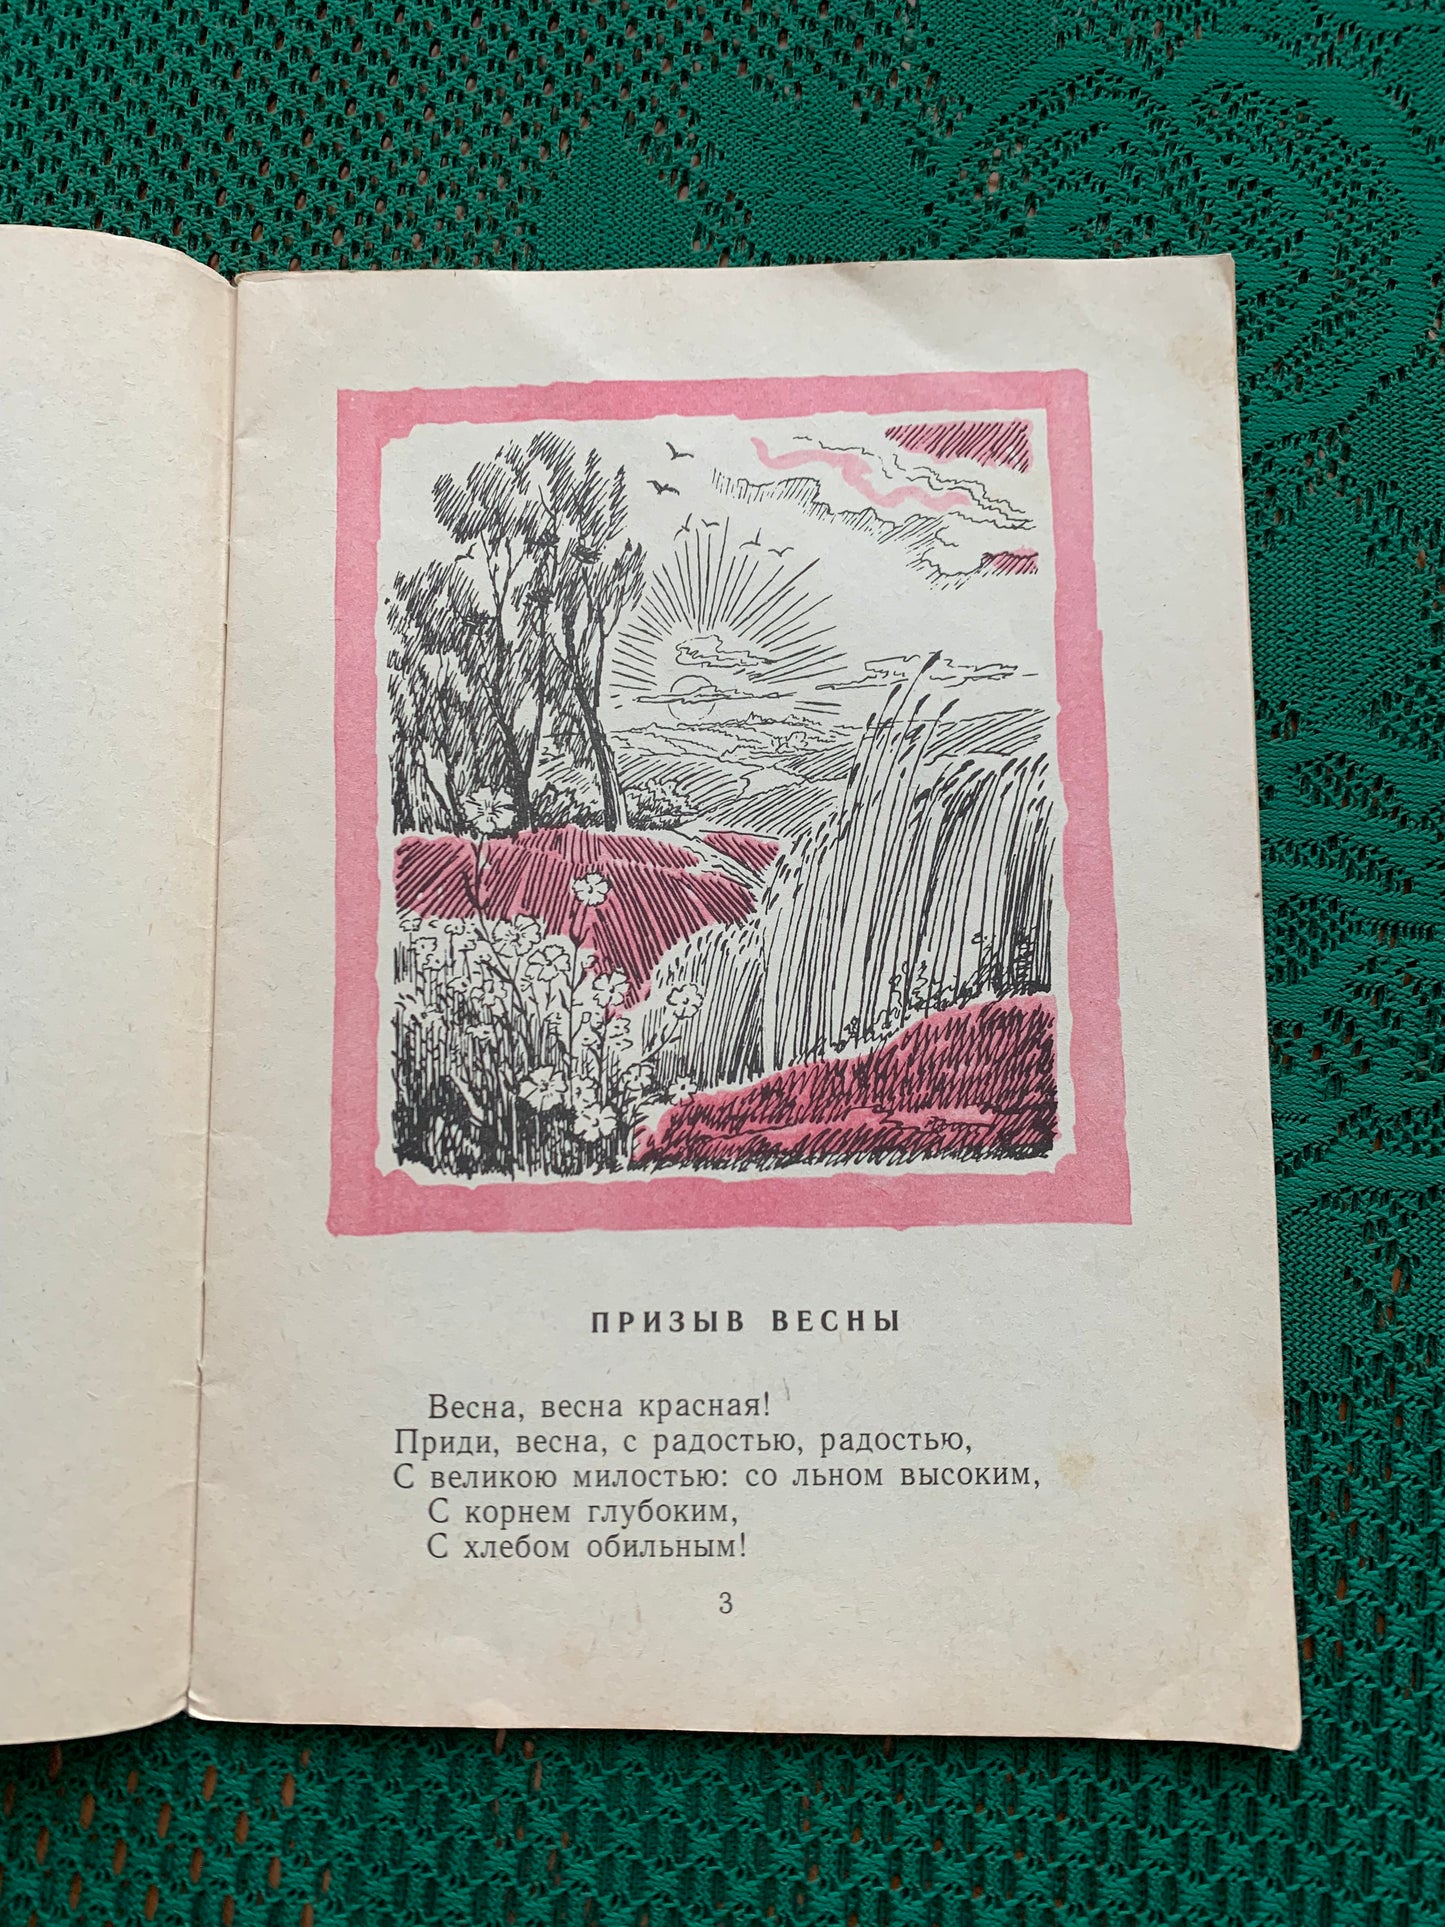 ПРИЗЫВ ВЕСНЫ
Весна, весна красная!
Приди, весна, с радостью, радостью,
С великою милостью: со льном высоким,
С корнем глубоким,
С хлебом обильным!
3